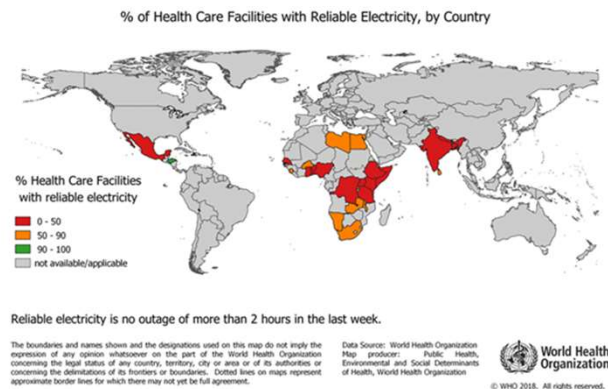 % of Health Care Facilities with Reliable Electricity, by Country
% Health Care Facilities
with reliable electricity
0 - 50
50 - 90
90 - 100
not available/applicable
Reliable electricity is no outage of more than 2 hours in the last week.
The boundaries and names shown and the designations used on this map do not imply the
expression of any opinion whatsoever on the part of the World Health Organization
concerning the legal status of any country, territory, city or area or of its authorities or
concerning the delimitations of its frontiers or boundaries. Dotted lines on maps represent
approximate border lines for which there may not yet be full agreement.
Data Source: World Health Organization
Map producer: Public Health,
Environmental and Social Determinants
of Health, World Health Organization
World Health
Organization
© WHO 2018. All rights reserved.